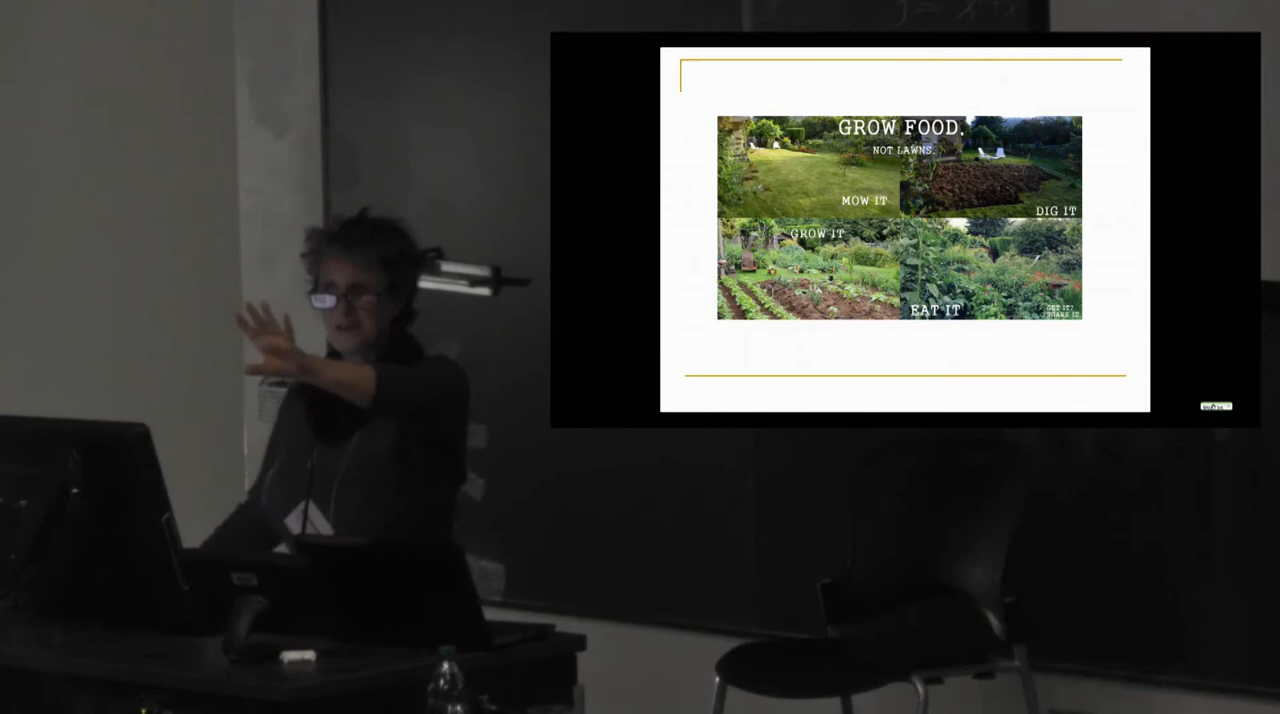 GROW FOOD.
NOT LAWNS.
MOW IT
DIG IT
GROW IT
EAT IT
GET IT?
SHARE IT.